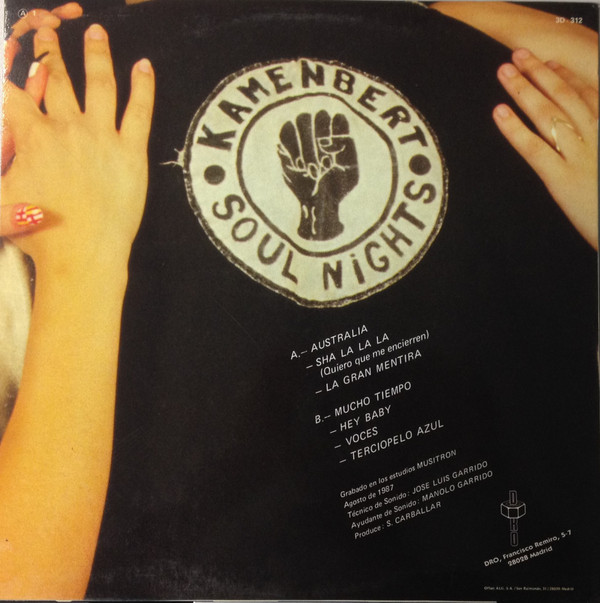 A 1
3D - 312
KAMENBERT
SOUL NiGHTS
A.– AUSTRALIA
– SHA LA LA LA
(Quiero que me encierren)
– LA GRAN MENTIRA
B.– MUCHO TIEMPO
– HEY BABY
– VOCES
– TERCIOPELO AZUL
Grabado en los estudios MUSITRON
Agosto de 1987
Técnico de Sonido: JOSE LUIS GARRIDO
Ayudante de Sonido: MANOLO GARRIDO
Produce: S. CARBALLAR
DRO, Francisco Remiro, 5-7
28028 Madrid